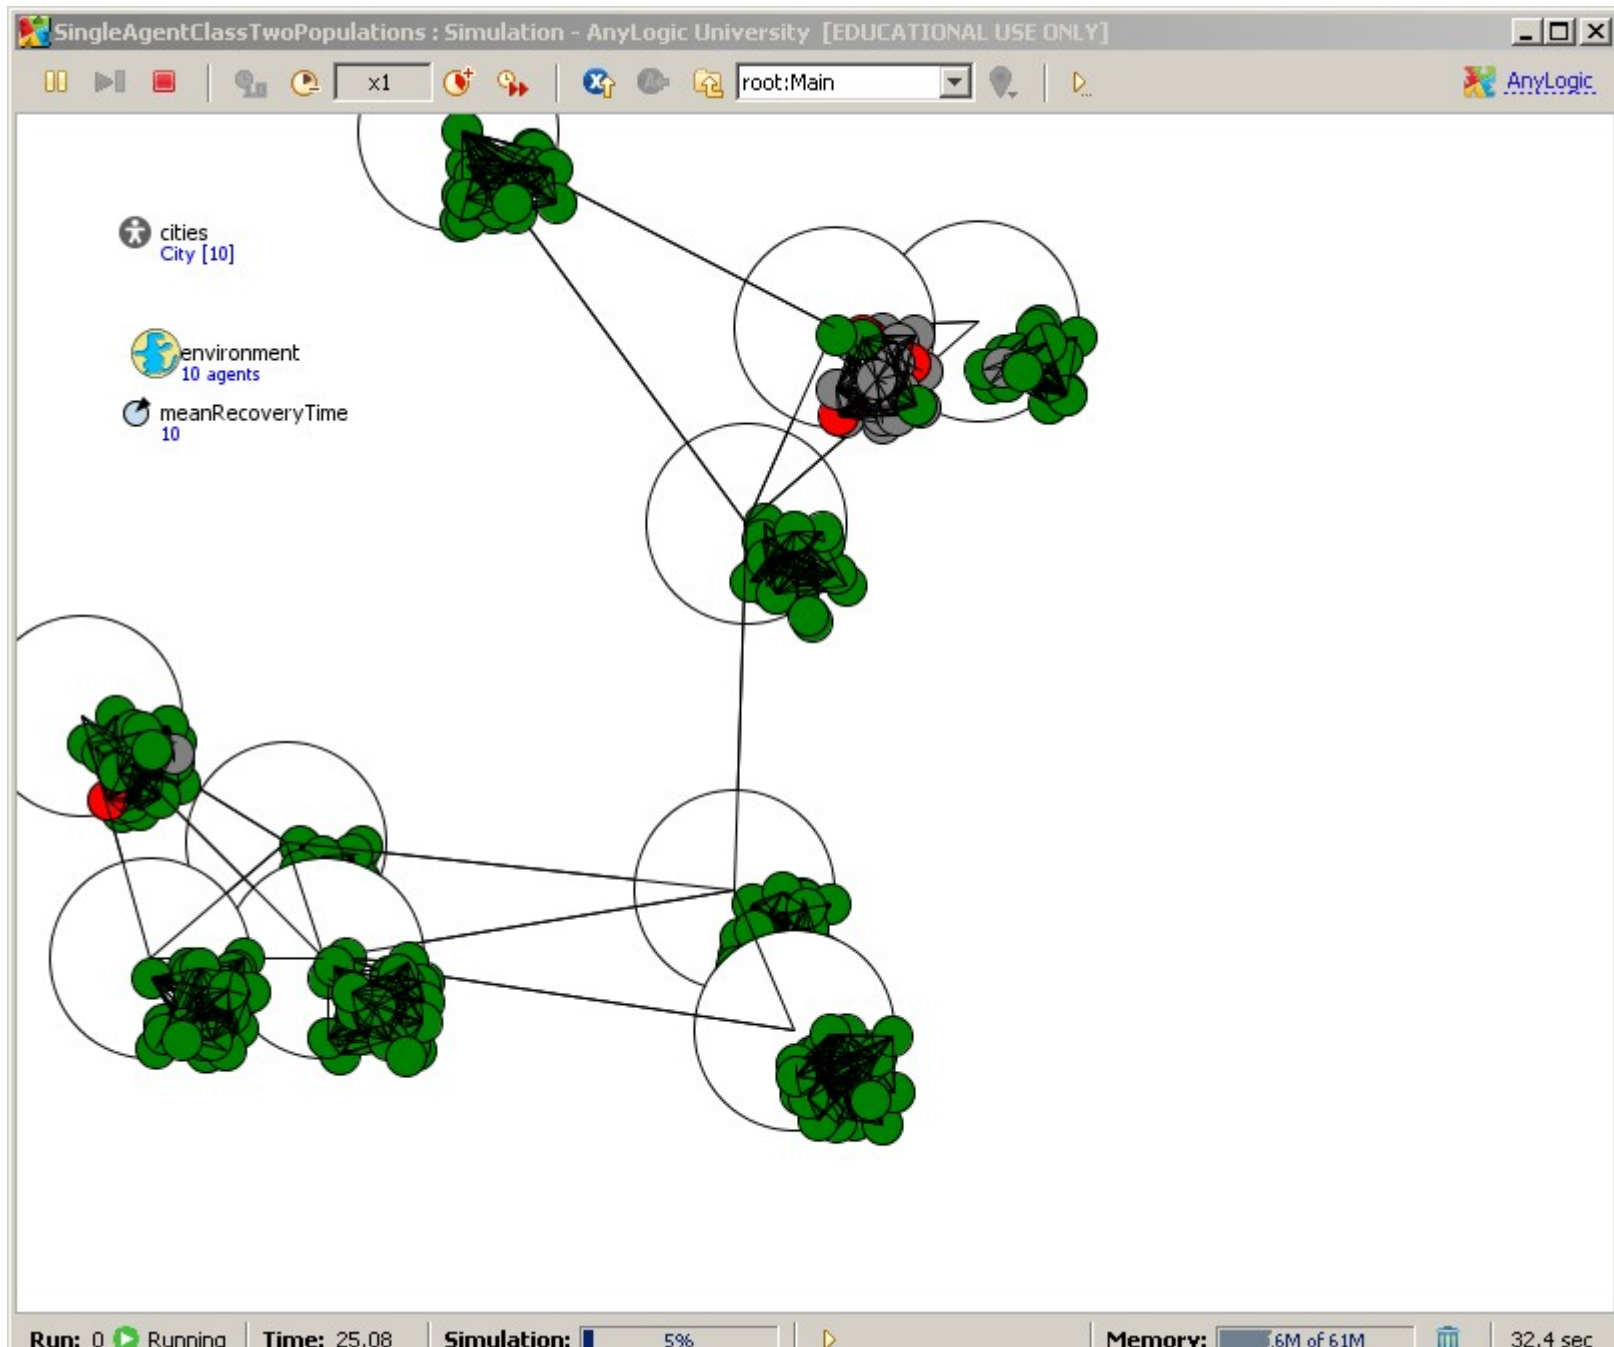 SingleAgentClassTwoPopulations : Simulation - AnyLogic University [EDUCATIONAL USE ONLY]
x1 root:Main AnyLogic
cities
City [10]
environment
10 agents
meanRecoveryTime
10
Run: 0 Running Time: 25.08 Simulation: 5% Memory: .6M of 61M 32.4 sec